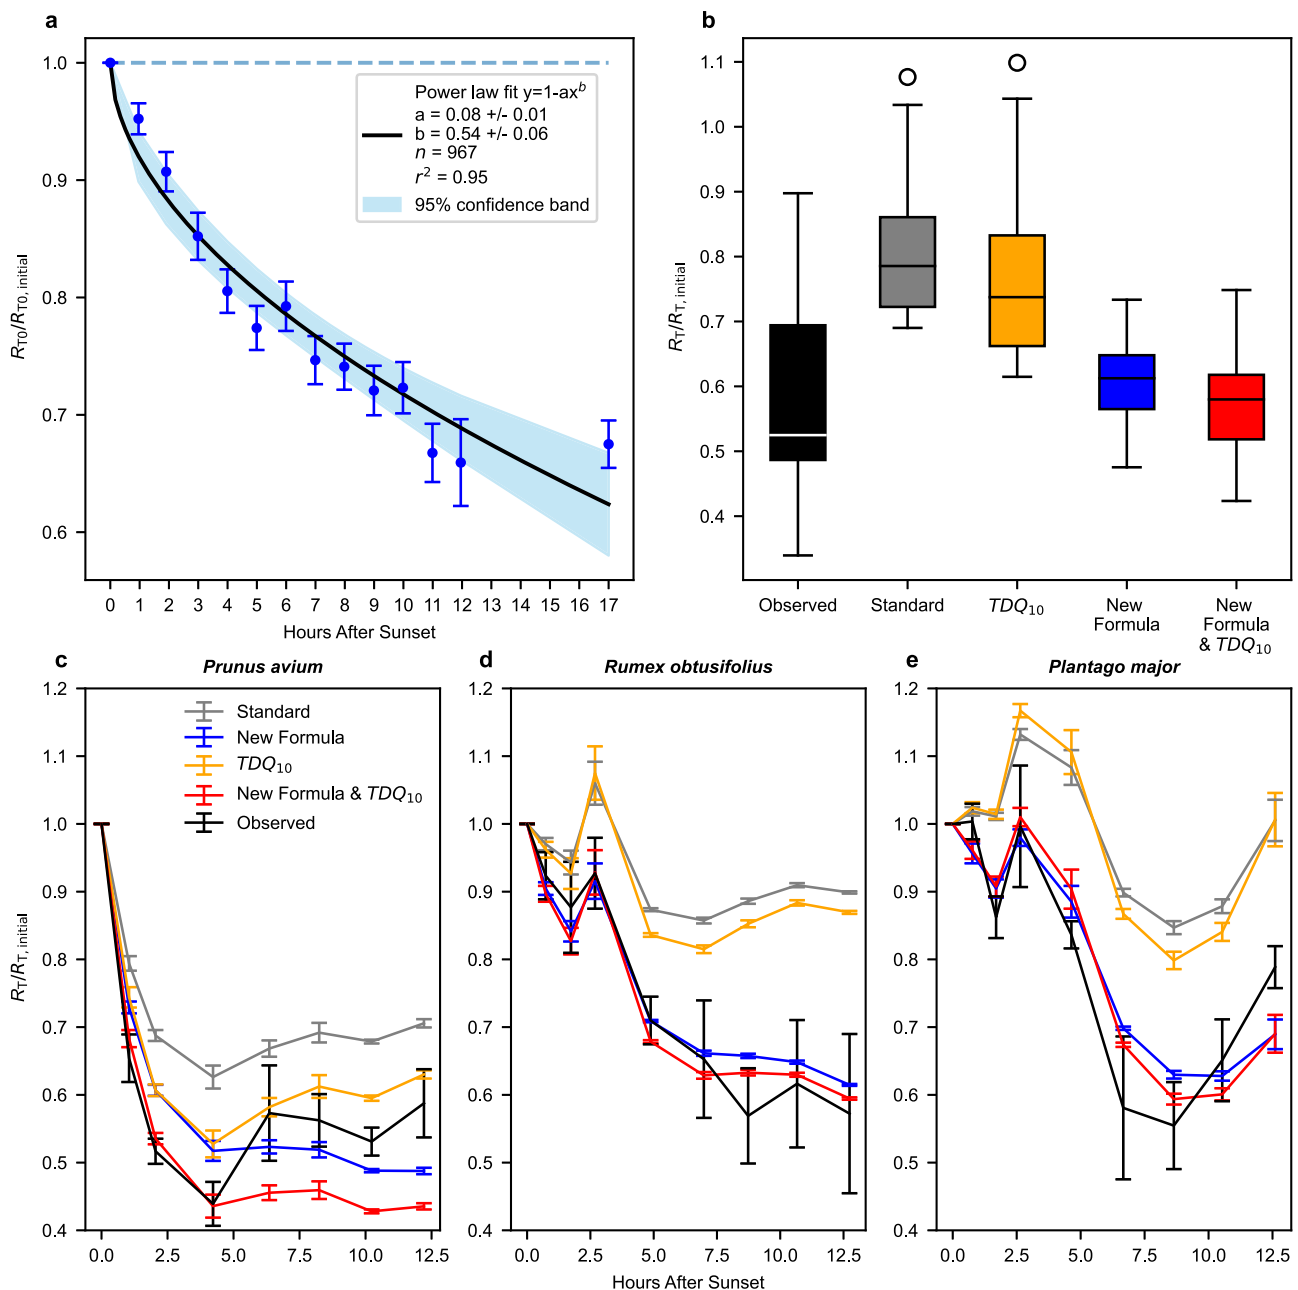 a
1.0
0.9
0.8
0.7
0.6
R_T0/R_T0, initial
Power law fit y=1-ax^b
a = 0.08 +/- 0.01
b = 0.54 +/- 0.06
n = 967
r² = 0.95
95% confidence band
0 1 2 3 4 5 6 7 8 9 10 11 12 13 14 15 16 17
Hours After Sunset
b
1.1
1.0
0.9
0.8
0.7
0.6
0.5
0.4
R_T/R_T, initial
Observed
Standard
TDQ₁₀
New
Formula
New
Formula
& TDQ₁₀
c
Prunus avium
1.2
1.1
1.0
0.9
0.8
0.7
0.6
0.5
0.4
R_T/R_T, initial
Standard
New Formula
TDQ₁₀
New Formula & TDQ₁₀
Observed
0.0 2.5 5.0 7.5 10.0 12.5
d
Rumex obtusifolius
1.2
1.1
1.0
0.9
0.8
0.7
0.6
0.5
0.4
0.0 2.5 5.0 7.5 10.0 12.5
Hours After Sunset
e
Plantago major
1.2
1.1
1.0
0.9
0.8
0.7
0.6
0.5
0.4
0.0 2.5 5.0 7.5 10.0 12.5